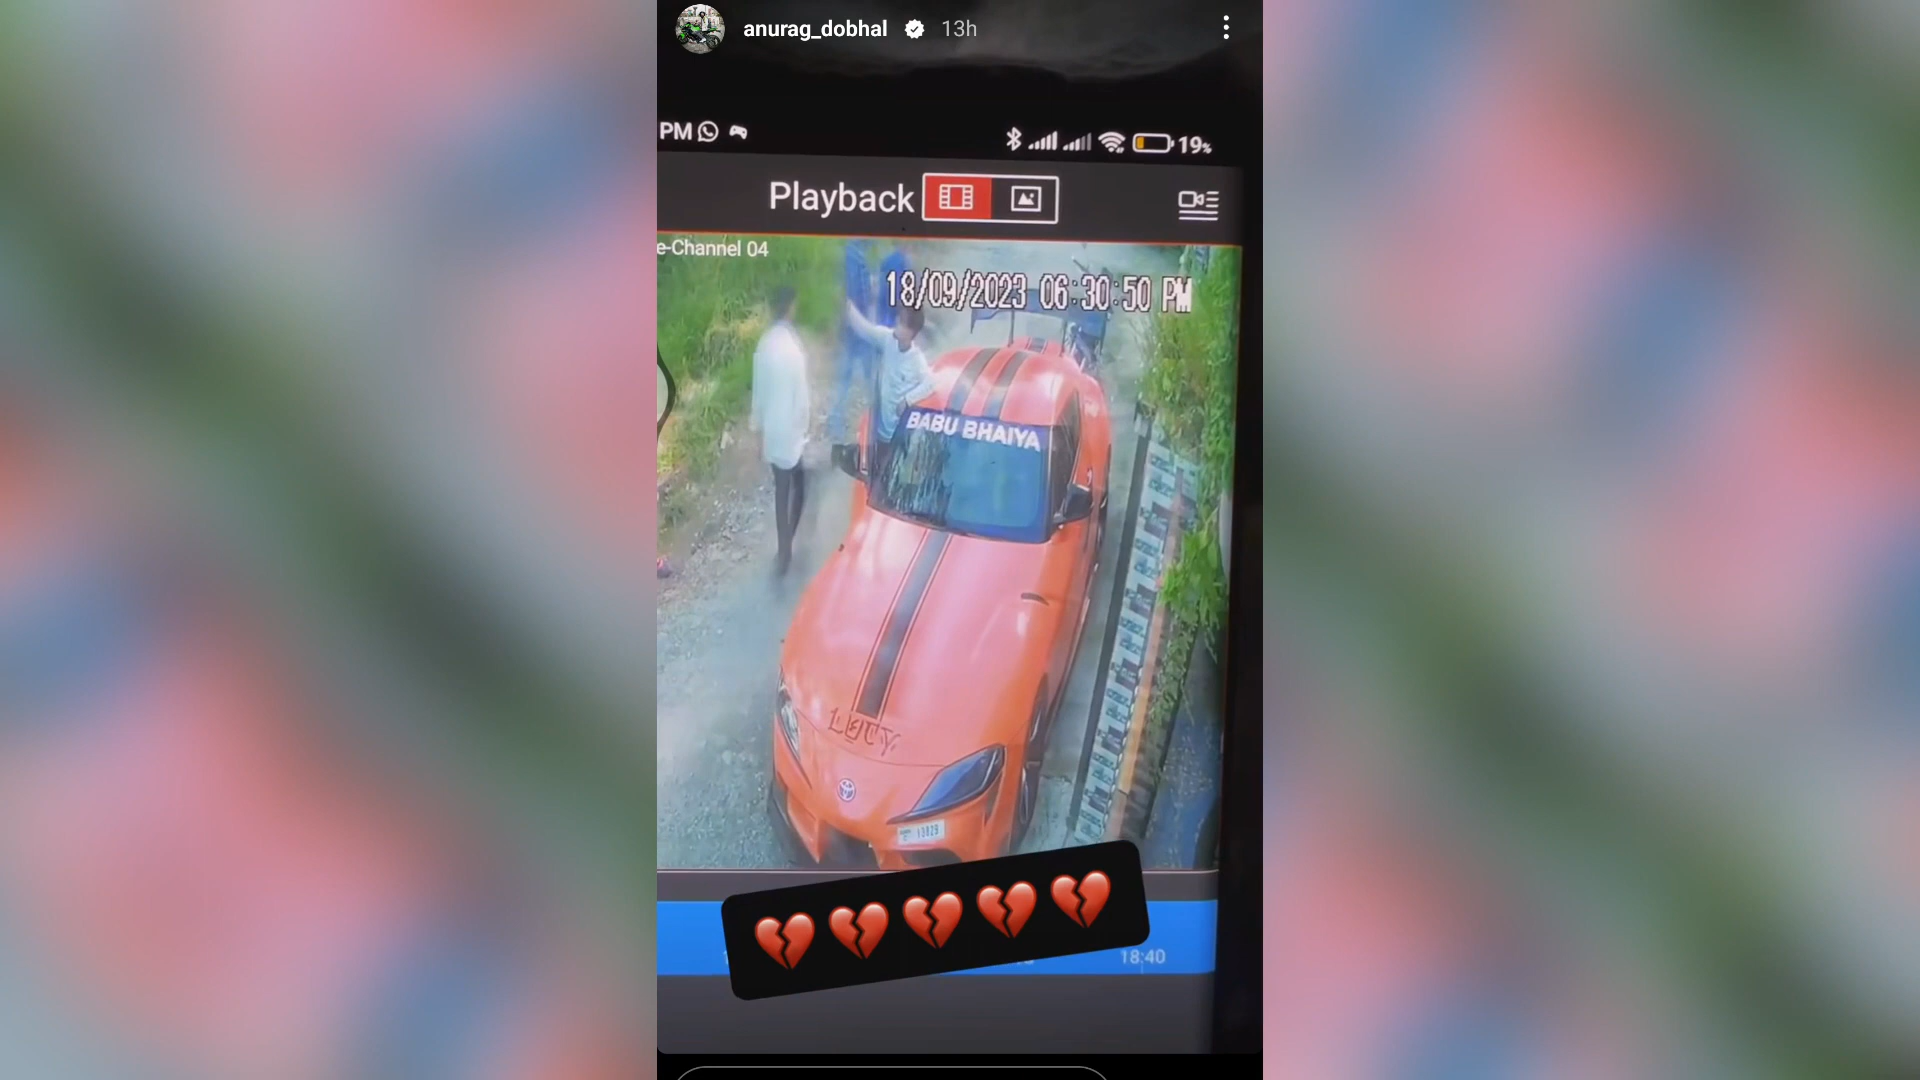 anurag_dobhal 13h
PM 19%
Playback
e-Channel 04
18/09/2023 06:30:50 PM
BABU BHAIYA
LUCY
13829
18:40